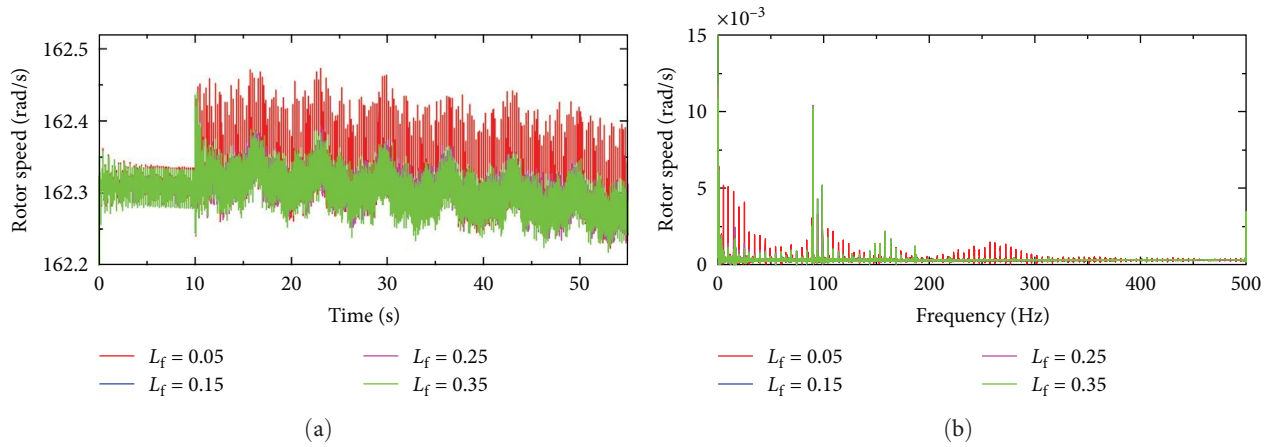 162.5
162.4
162.3
162.2
Rotor speed (rad/s)
0 10 20 30 40 50
Time (s)
L_f = 0.05
L_f = 0.15
L_f = 0.25
L_f = 0.35
(a)
×10⁻³
15
10
5
0
Rotor speed (rad/s)
0 100 200 300 400 500
Frequency (Hz)
L_f = 0.05
L_f = 0.15
L_f = 0.25
L_f = 0.35
(b)